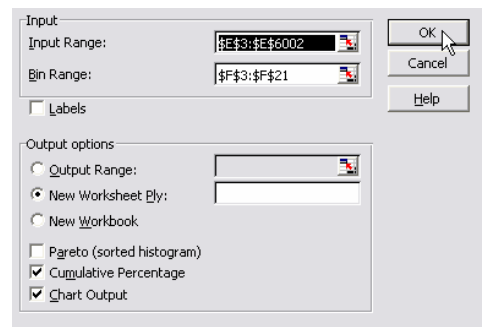 Input
Input Range: $E$3:$E$6002
Bin Range: $F$3:$F$21
Labels
OK
Cancel
Help
Output options
Output Range:
New Worksheet Ply:
New Workbook
Pareto (sorted histogram)
Cumulative Percentage
Chart Output